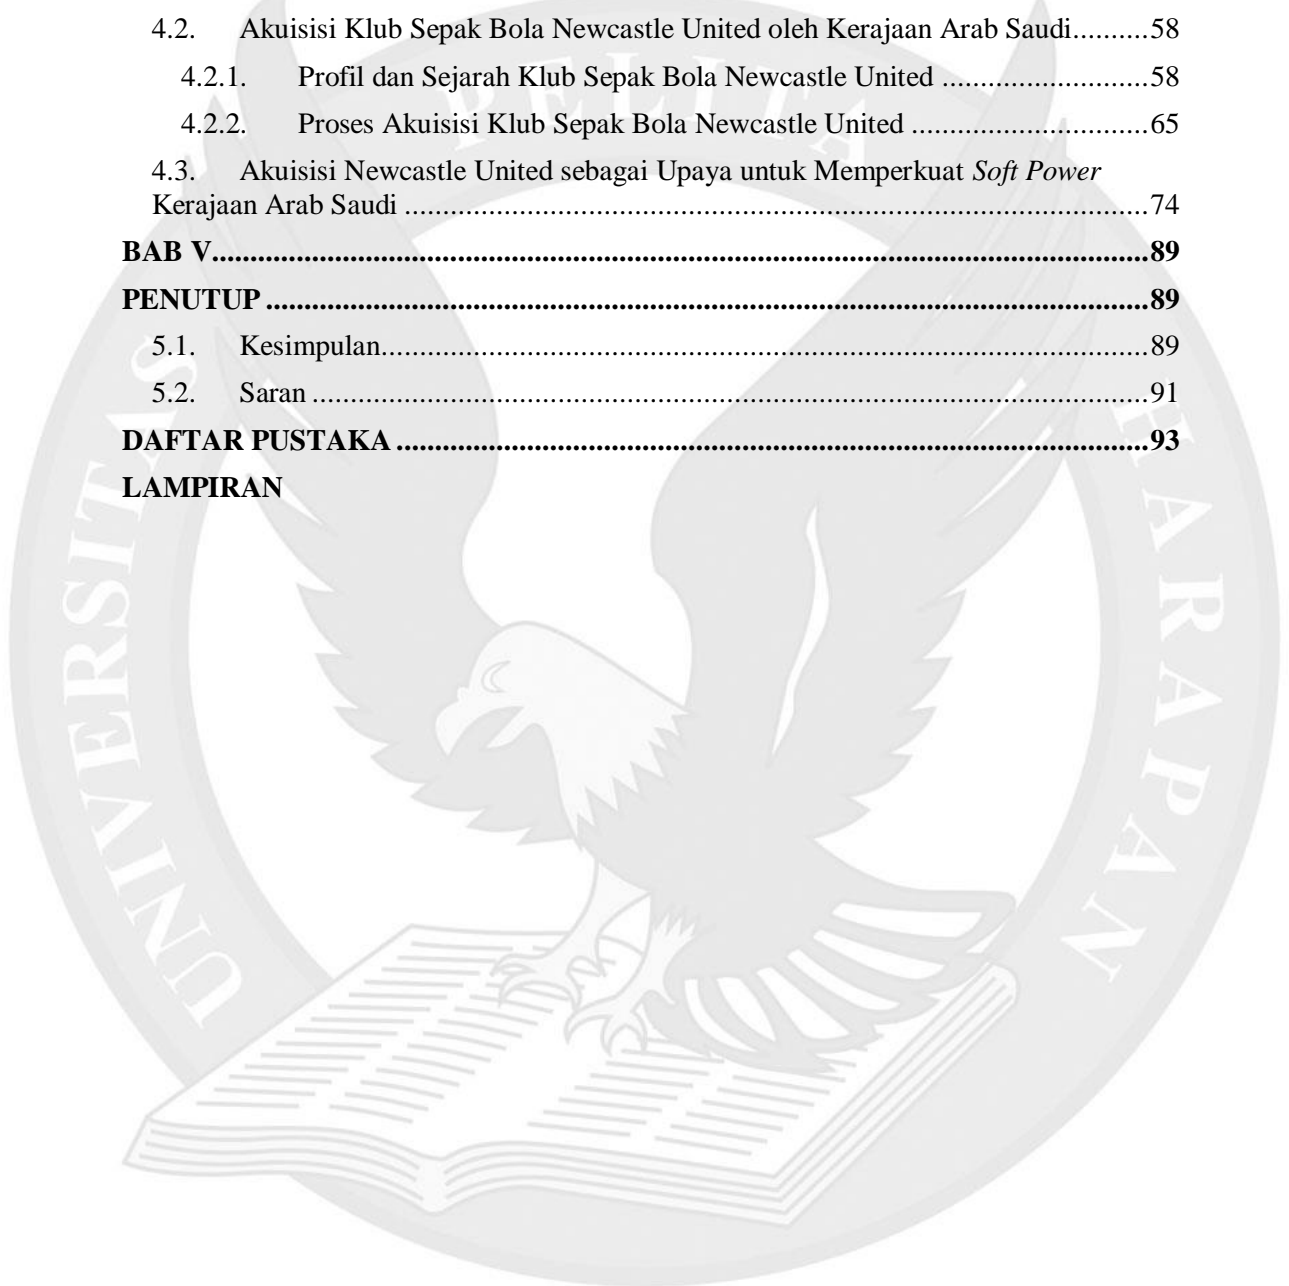 4.2. Akuisisi Klub Sepak Bola Newcastle United oleh Kerajaan Arab Saudi..........58
4.2.1. Profil dan Sejarah Klub Sepak Bola Newcastle United ...........................58
4.2.2. Proses Akuisisi Klub Sepak Bola Newcastle United ...............................65
4.3. Akuisisi Newcastle United sebagai Upaya untuk Memperkuat Soft Power
Kerajaan Arab Saudi ...................................................................................................74
BAB V............................................................................................................................89
PENUTUP .....................................................................................................................89
5.1. Kesimpulan......................................................................................................89
5.2. Saran ................................................................................................................91
DAFTAR PUSTAKA ....................................................................................................93
LAMPIRAN
UNIVERSITAS PELITA HARAPAN